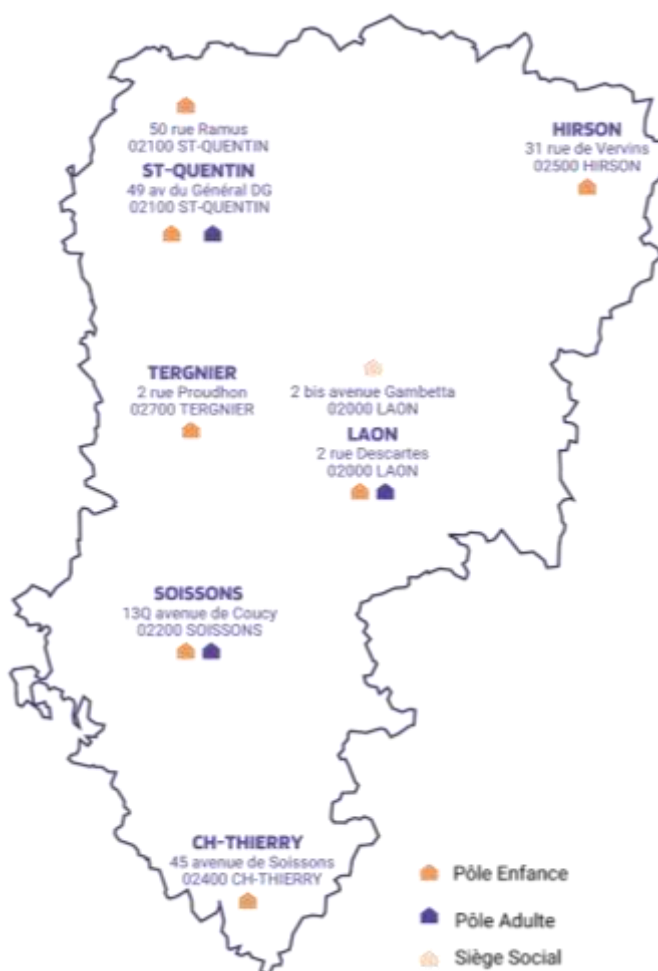 50 rue Ramus
02100 ST-QUENTIN
ST-QUENTIN
49 av du Général DG
02100 ST-QUENTIN
HIRSON
31 rue de Vervins
02500 HIRSON
TERGNIER
2 rue Proudhon
02700 TERGNIER
2 bis avenue Gambetta
02000 LAON
LAON
2 rue Descartes
02000 LAON
SOISSONS
13Q avenue de Coucy
02200 SOISSONS
CH-THIERRY
45 avenue de Soissons
02400 CH-THIERRY
Pôle Enfance
Pôle Adulte
Siège Social